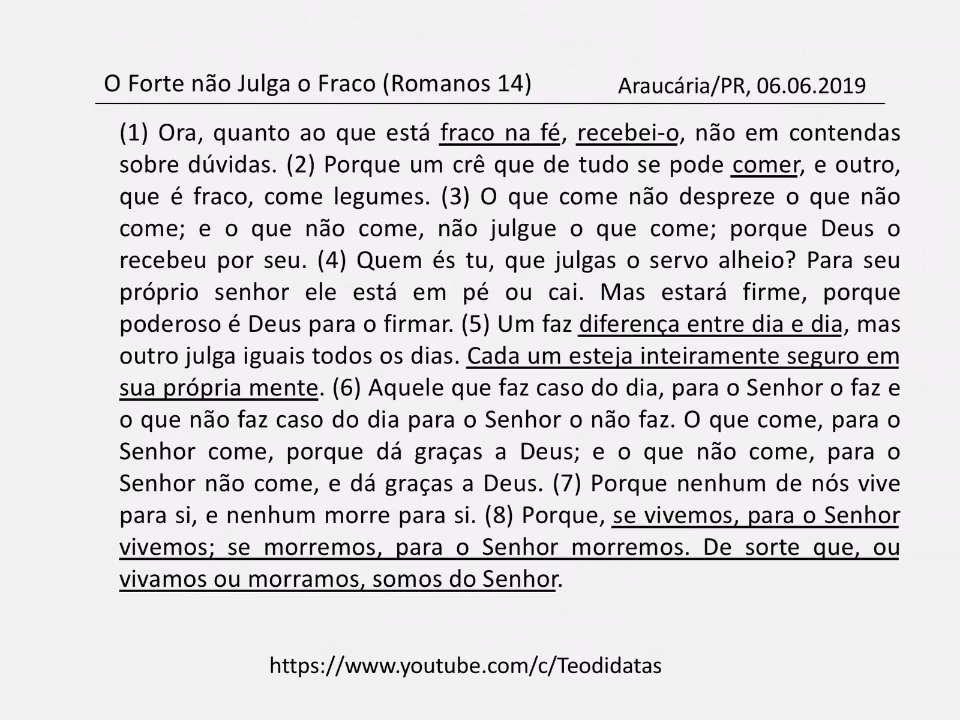 O Forte não Julga o Fraco (Romanos 14) Araucária/PR, 06.06.2019
(1) Ora, quanto ao que está fraco na fé, recebei-o, não em contendas
sobre dúvidas. (2) Porque um crê que de tudo se pode comer, e outro,
que é fraco, come legumes. (3) O que come não despreze o que não
come; e o que não come, não julgue o que come; porque Deus o
recebeu por seu. (4) Quem és tu, que julgas o servo alheio? Para seu
próprio senhor ele está em pé ou cai. Mas estará firme, porque
poderoso é Deus para o firmar. (5) Um faz diferença entre dia e dia, mas
outro julga iguais todos os dias. Cada um esteja inteiramente seguro em
sua própria mente. (6) Aquele que faz caso do dia, para o Senhor o faz e
o que não faz caso do dia para o Senhor o não faz. O que come, para o
Senhor come, porque dá graças a Deus; e o que não come, para o
Senhor não come, e dá graças a Deus. (7) Porque nenhum de nós vive
para si, e nenhum morre para si. (8) Porque, se vivemos, para o Senhor
vivemos; se morremos, para o Senhor morremos. De sorte que, ou
vivamos ou morramos, somos do Senhor.
https://www.youtube.com/c/Teodidatas